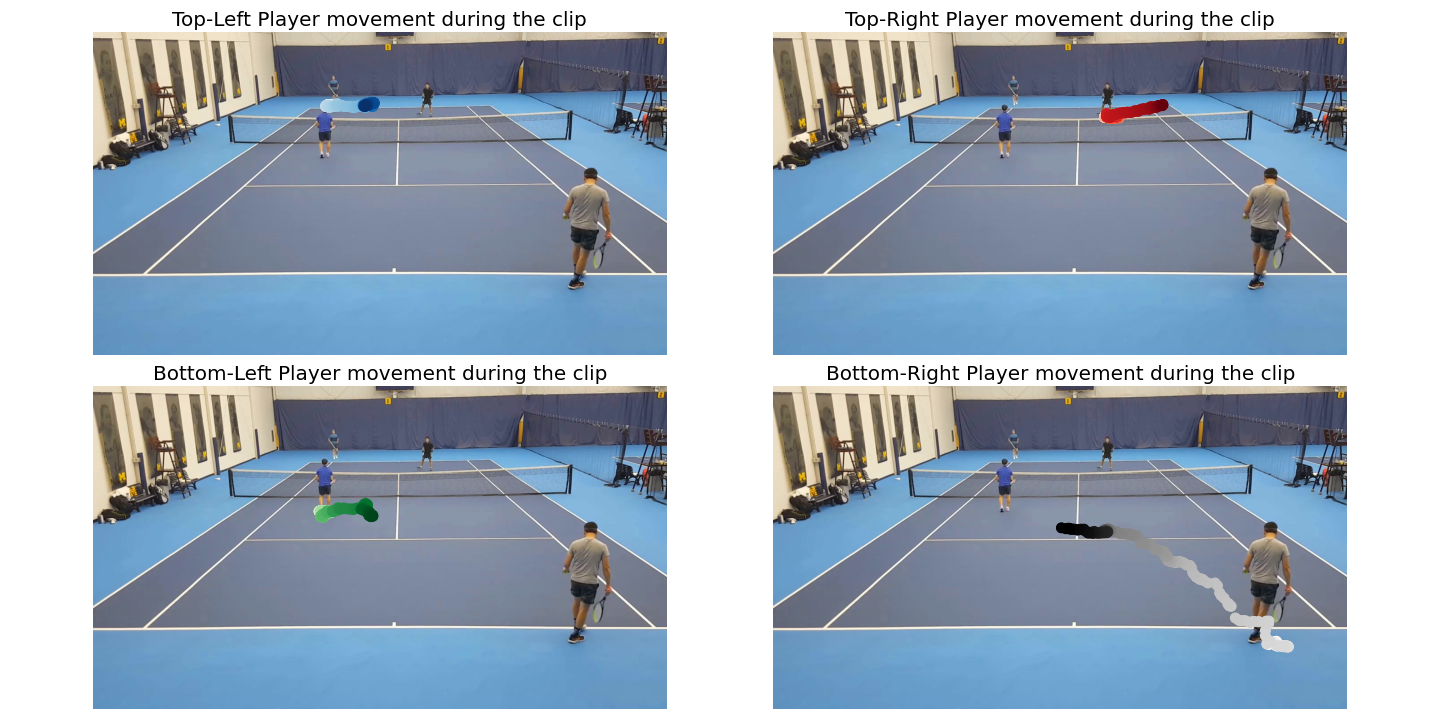 Top-Left Player movement during the clip
Top-Right Player movement during the clip
Bottom-Left Player movement during the clip
Bottom-Right Player movement during the clip